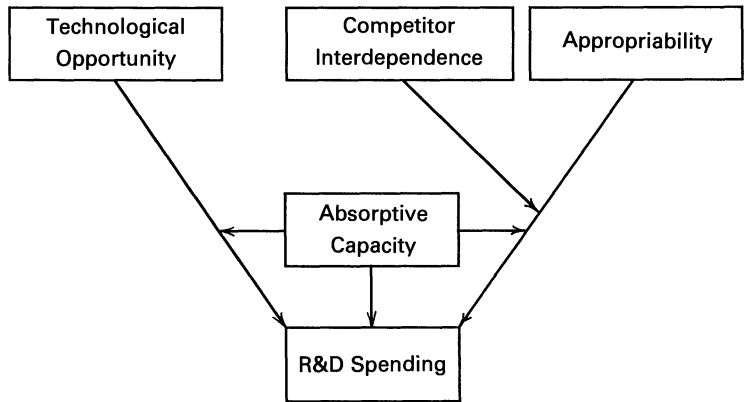 Technological
Opportunity
Competitor
Interdependence
Appropriability
Absorptive
Capacity
R&D Spending